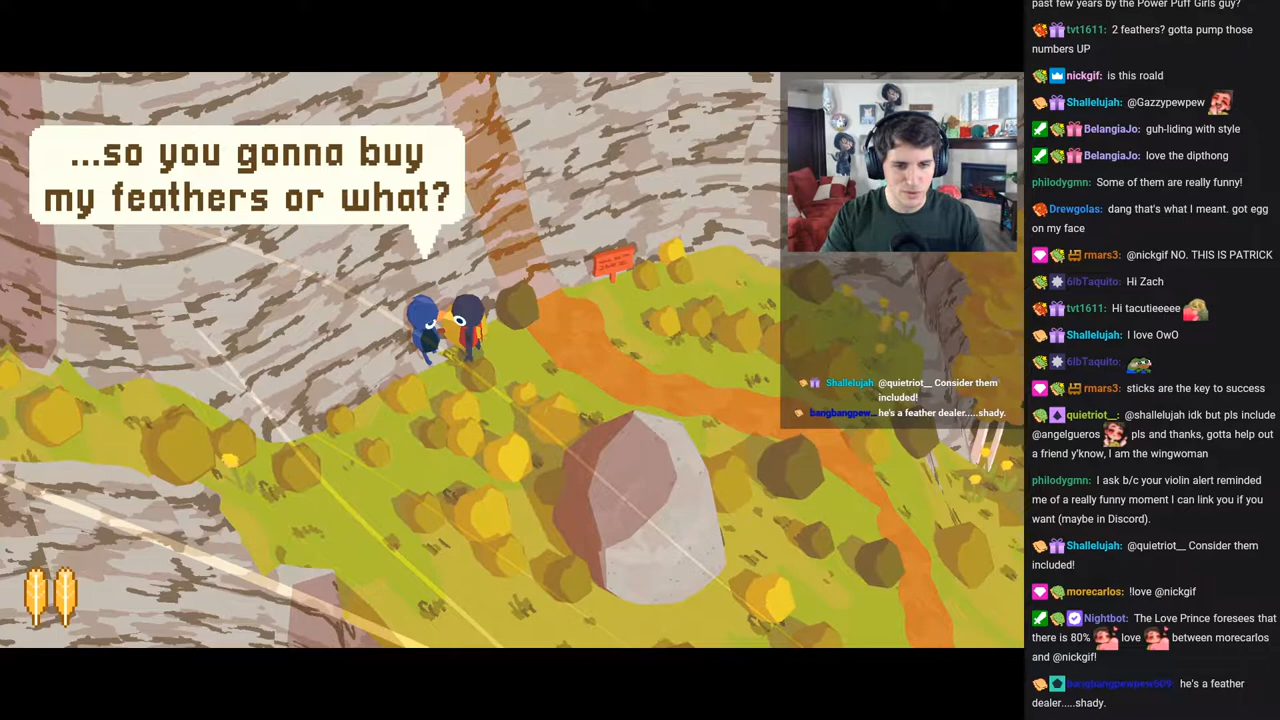 ...so you gonna buy
my feathers or what?
Shallelujah @quietriot__ Consider them
included!
bangbangpew... he's a feather dealer.....shady.
past few years by the Power Puff Girls guy?
tvt1611: 2 feathers? gotta pump those
numbers UP
nickgif: is this roald
Shallelujah: @Gazzypewpew
BelangiaJo: guh-liding with style
BelangiaJo: love the dipthong
philodygmn: Some of them are really funny!
Drewgolas: dang that's what I meant. got egg
on my face
rmars3: @nickgif NO. THIS IS PATRICK
6lbTaquito: Hi Zach
tvt1611: Hi tacutieeeee
Shallelujah: I love OwO
6lbTaquito:
rmars3: sticks are the key to success
quietriot__: @shallelujah idk but pls include
@angelgueros pls and thanks, gotta help out
a friend y'know, I am the wingwoman
philodygmn: I ask b/c your violin alert reminded
me of a really funny moment I can link you if you
want (maybe in Discord).
Shallelujah: @quietriot__ Consider them
included!
morecarlos: !love @nickgif
Nightbot: The Love Prince foresees that
there is 80% love between morecarlos
and @nickgif!
bangbangpewpew509: he's a feather
dealer.....shady.